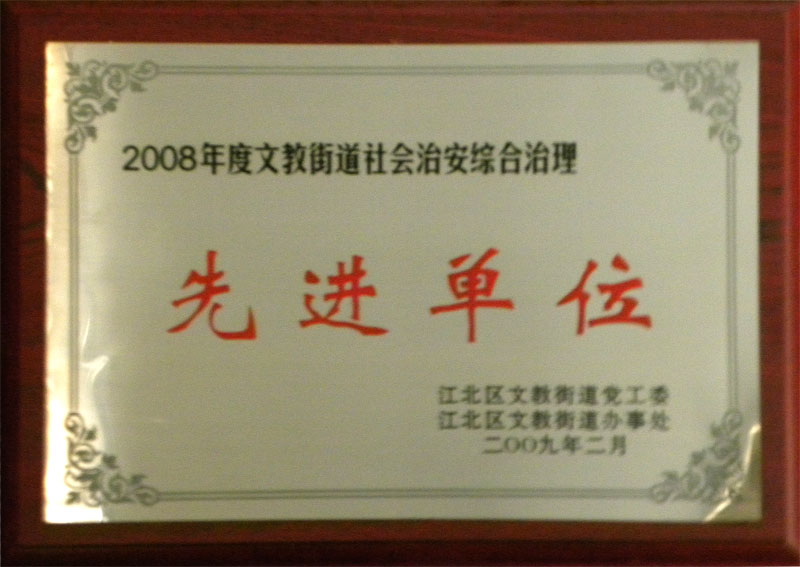 2008年度文教街道社会治安综合治理
先进单位
江北区文教街道党工委
江北区文教街道办事处
二〇〇九年二月